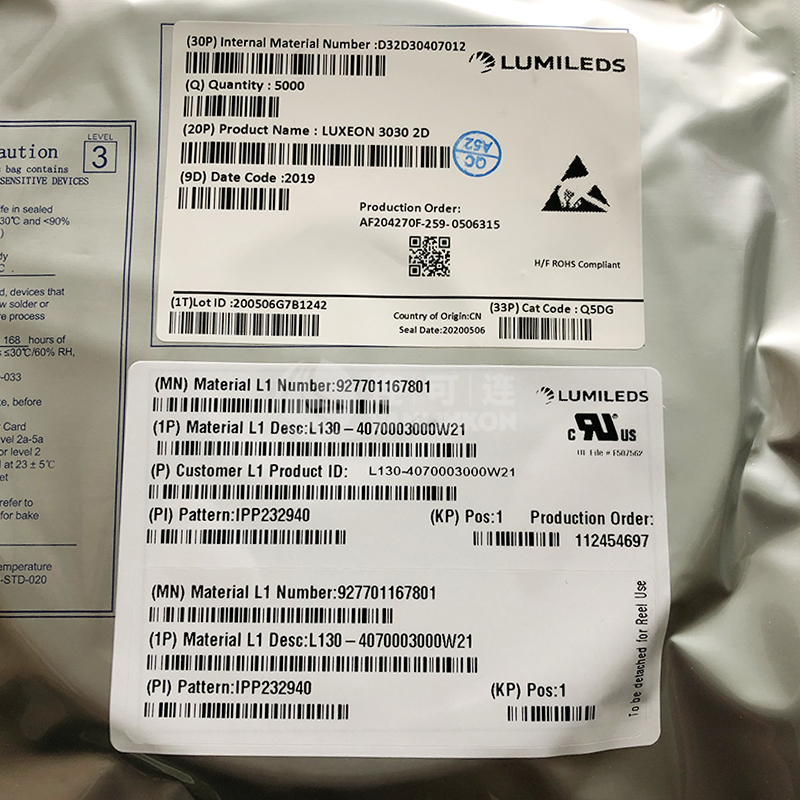 LEVEL
3
aution
bag contains
SENSITIVE DEVICES
fe in sealed
30℃ and <90%
)
dy
C .
d, devices that
w solder or
re process
168 hours of
s ≤30℃/60% RH,
-033
ke, before
r Card
vel 2a-5a
or level 2
at 23 ± 5℃
et
refer to
for bake
emperature
-STD-020
(30P) Internal Material Number :D32D30407012
LUMILEDS
(Q) Quantity : 5000
(20P) Product Name : LUXEON 3030 2D
QC
A52
(9D) Date Code :2019
Production Order:
AF204270F-259- 0506315
H/F ROHS Compliant
(1T)Lot ID :200506G7B1242
Country of Origin:CN
Seal Date:20200506
(33P) Cat Code : Q5DG
(MN) Material L1 Number:927701167801
LUMILEDS
(1P) Material L1 Desc:L130-4070003000W21
c RU US
UL File # E507562
(P) Customer L1 Product ID: L130-4070003000W21
(PI) Pattern:IPP232940
(KP) Pos:1
Production Order:
112454697
(MN) Material L1 Number:927701167801
(1P) Material L1 Desc:L130-4070003000W21
(PI) Pattern:IPP232940
(KP) Pos:1
To be detached for Reel Use